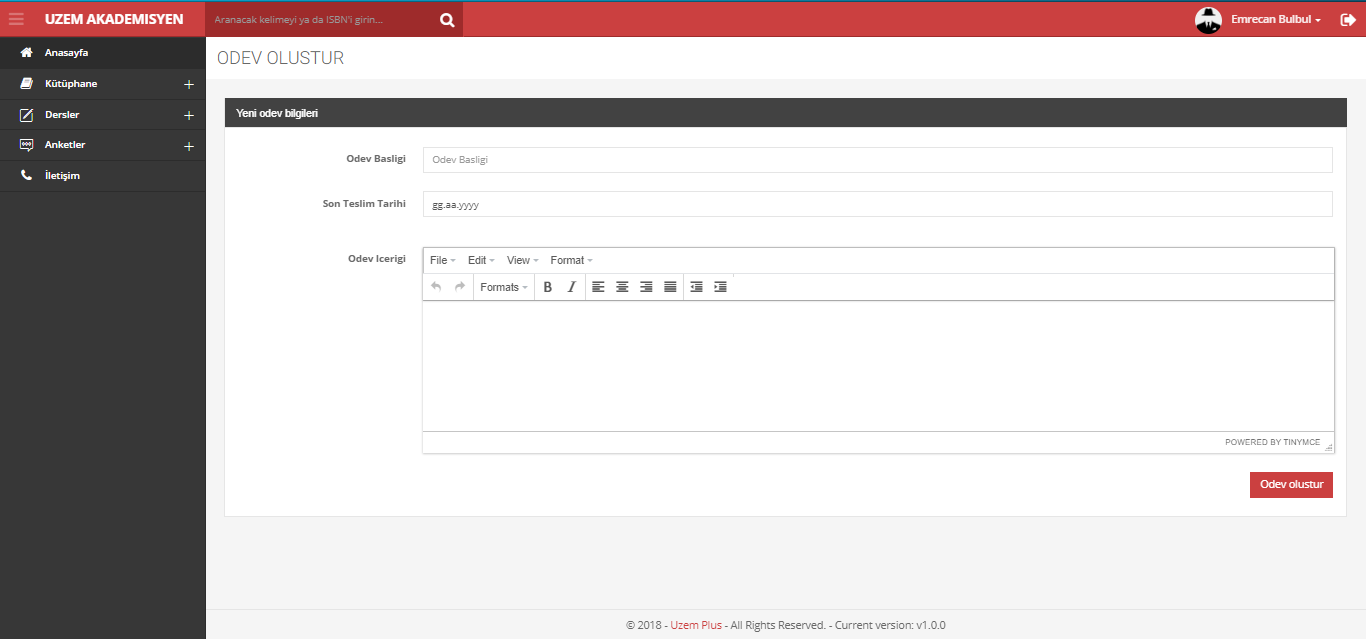 UZEM AKADEMISYEN
Aranacak kelimeyi ya da ISBN'i girin...
Emrecan Bulbul
Anasayfa
Kütüphane
Dersler
Anketler
İletişim
ODEV OLUSTUR
Yeni odev bilgileri
Odev Basligi
Odev Basligi
Son Teslim Tarihi
gg.aa.yyyy
Odev Icerigi
File Edit View Format
Formats B I
POWERED BY TINYMCE
Odev olustur
© 2018 - Uzem Plus - All Rights Reserved. - Current version: v1.0.0